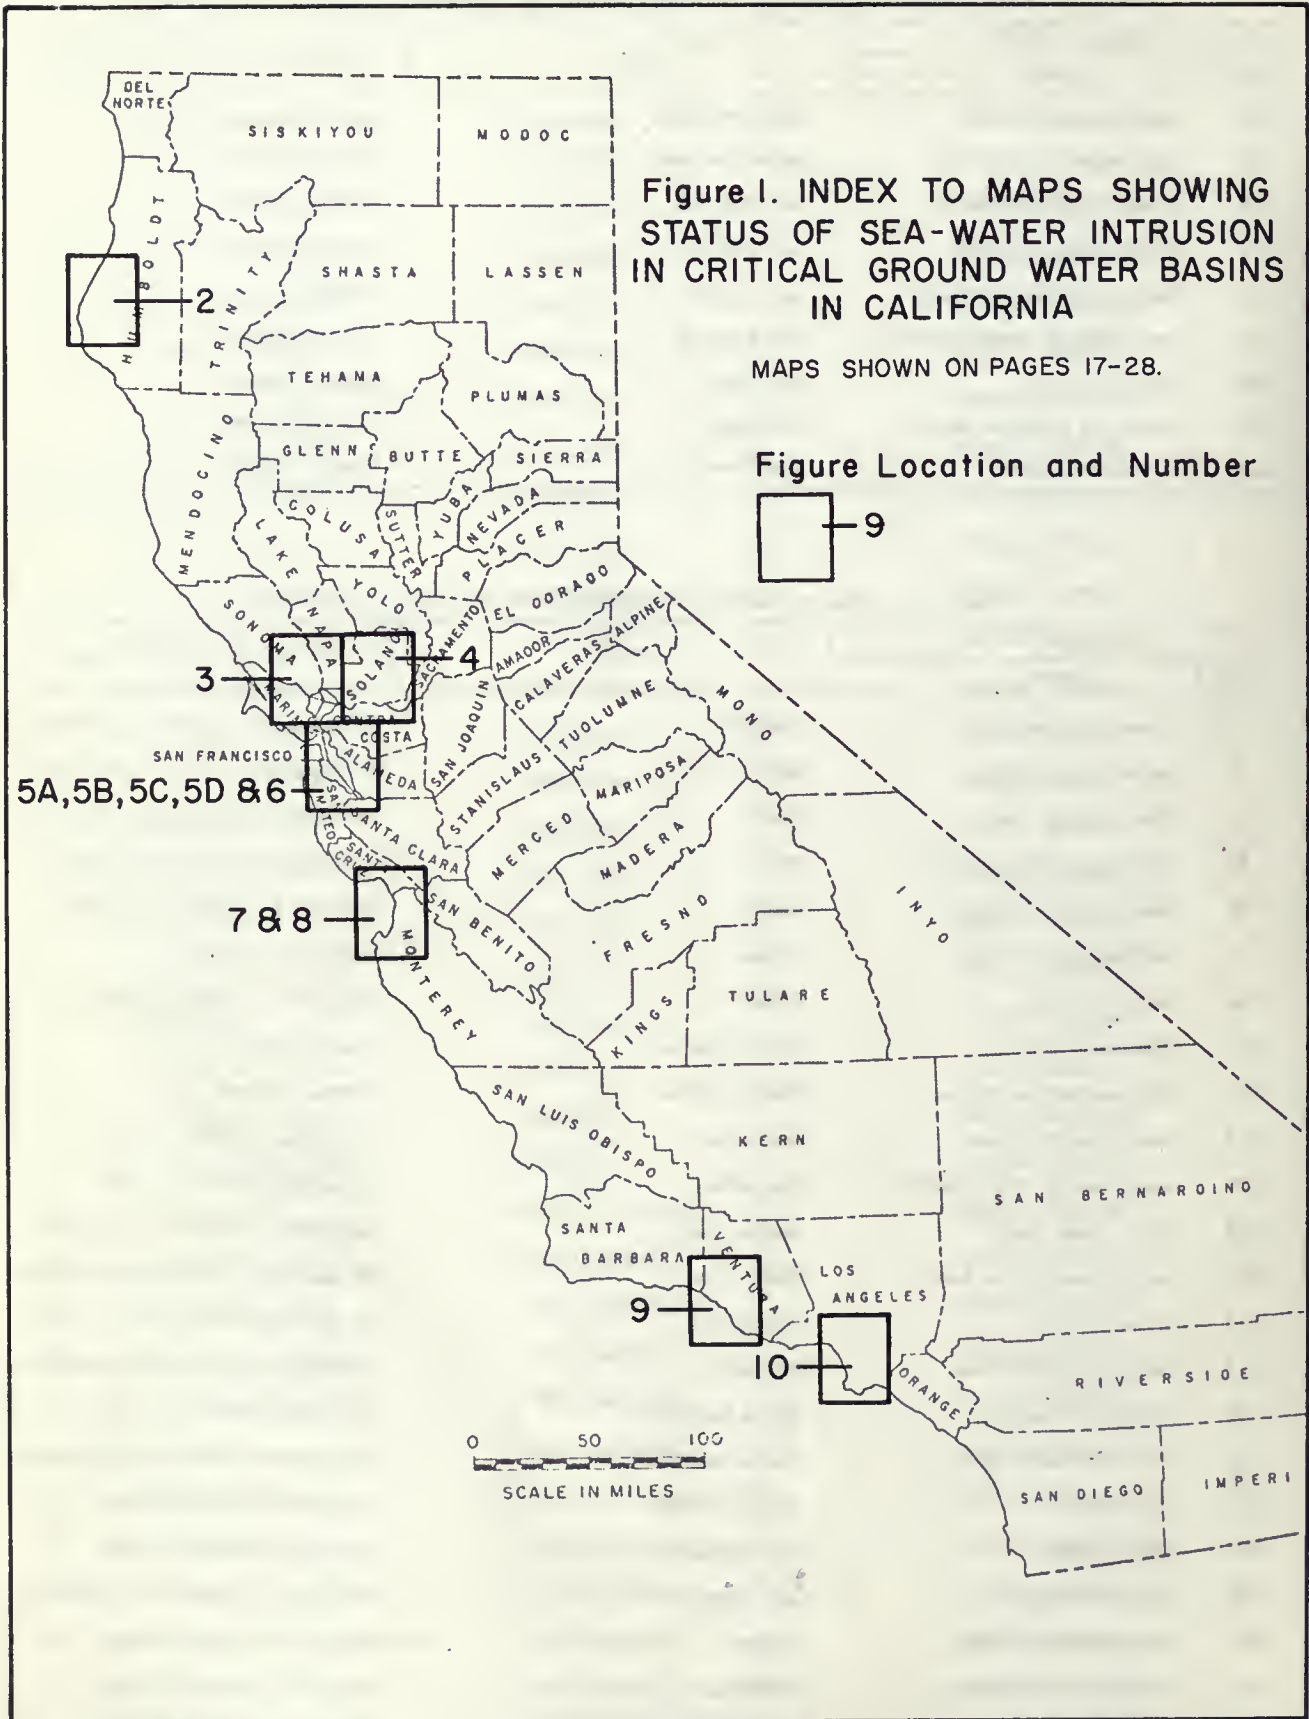 DEL
NORTE
SISKIYOU
MODOC
Figure 1. INDEX TO MAPS SHOWING
STATUS OF SEA-WATER INTRUSION
IN CRITICAL GROUND WATER BASINS
IN CALIFORNIA
MAPS SHOWN ON PAGES 17-28.
Figure Location and Number
9
HUMBOLDT
TRINITY
SHASTA
LASSEN
2
TEHAMA
PLUMAS
MENDOCINO
GLENN
BUTTE
SIERRA
LAKE
COLUSA
SUTTER
YUBA
NEVADA
PLACER
YOLO
EL DORADO
SONOMA
NAPA
SOLANO
SACRAMENTO
AMADOR
ALPINE
3
4
MARIN
CONTRA
COSTA
CALAVERAS
SAN JOAQUIN
TUOLUMNE
MONO
SAN FRANCISCO
ALAMEDA
5A, 5B, 5C, 5D & 6
SAN
MATEO
SANTA CLARA
STANISLAUS
MARIPOSA
MERCED
MADERA
SANTA
CRUZ
7 & 8
SAN BENITO
MONTEREY
FRESNO
INYO
KINGS
TULARE
SAN LUIS OBISPO
KERN
SAN BERNARDINO
SANTA
BARBARA
VENTURA
LOS
ANGELES
9
10
ORANGE
RIVERSIDE
0 50 100
SCALE IN MILES
SAN DIEGO
IMPERI